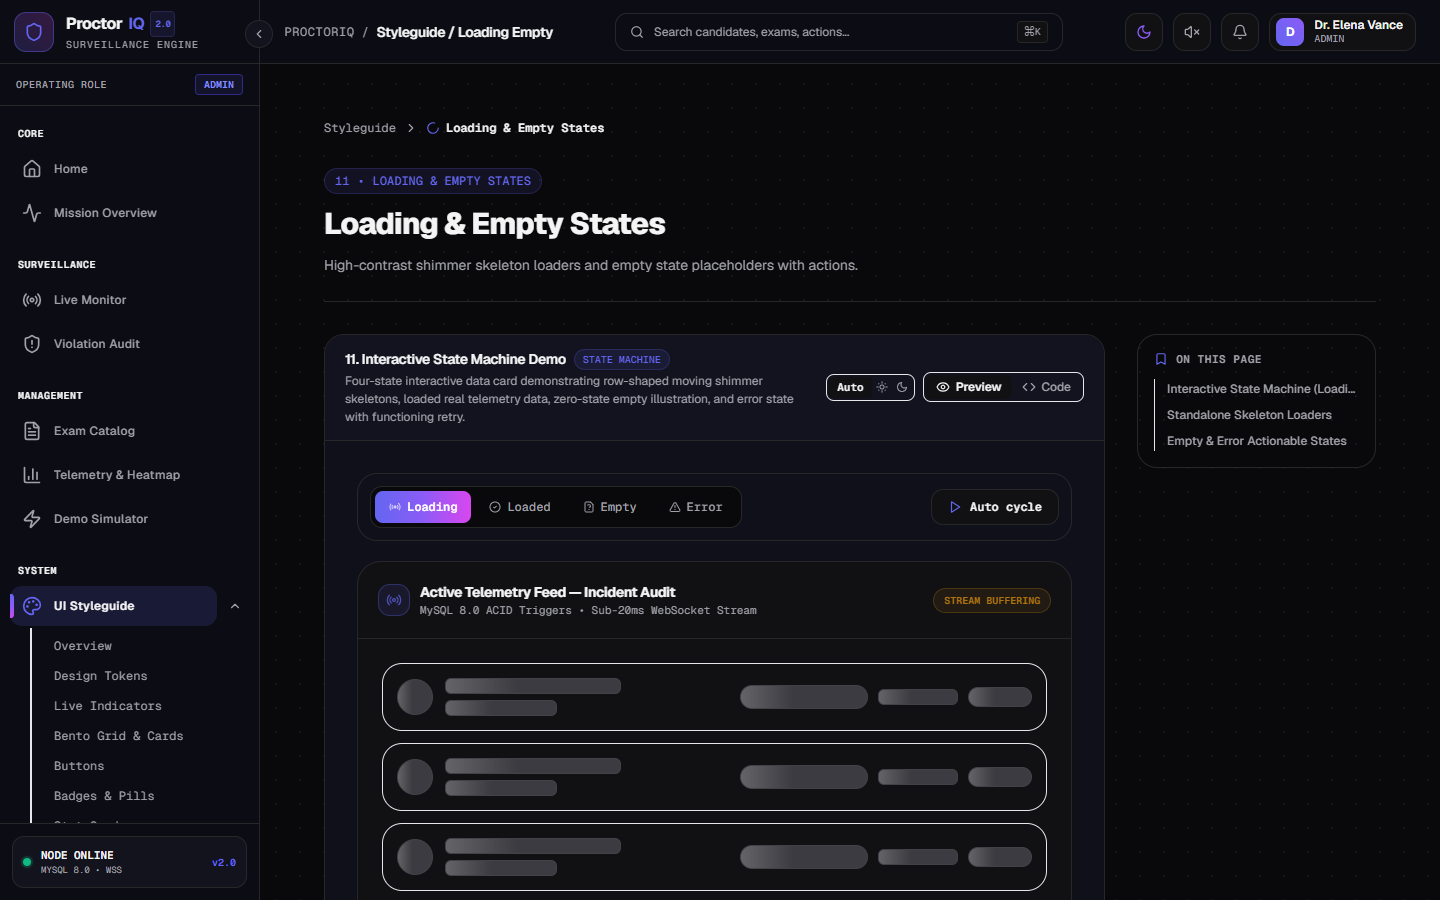 Proctor IQ 2.0
SURVEILLANCE ENGINE
OPERATING ROLE ADMIN
CORE
Home
Mission Overview
SURVEILLANCE
Live Monitor
Violation Audit
MANAGEMENT
Exam Catalog
Telemetry & Heatmap
Demo Simulator
SYSTEM
UI Styleguide
Overview
Design Tokens
Live Indicators
Bento Grid & Cards
Buttons
Badges & Pills
NODE ONLINE
MYSQL 8.0 • WSS
v2.0
PROCTORIQ / Styleguide / Loading Empty
Search candidates, exams, actions...
⌘K
D
Dr. Elena Vance
ADMIN
Styleguide > Loading & Empty States
11 • LOADING & EMPTY STATES
Loading & Empty States
High-contrast shimmer skeleton loaders and empty state placeholders with actions.
11. Interactive State Machine Demo STATE MACHINE
Four-state interactive data card demonstrating row-shaped moving shimmer
skeletons, loaded real telemetry data, zero-state empty illustration, and error state
with functioning retry.
Auto
Preview
Code
Loading
Loaded
Empty
Error
Auto cycle
Active Telemetry Feed — Incident Audit
MySQL 8.0 ACID Triggers • Sub-20ms WebSocket Stream
STREAM BUFFERING
ON THIS PAGE
Interactive State Machine (Loadi...
Standalone Skeleton Loaders
Empty & Error Actionable States